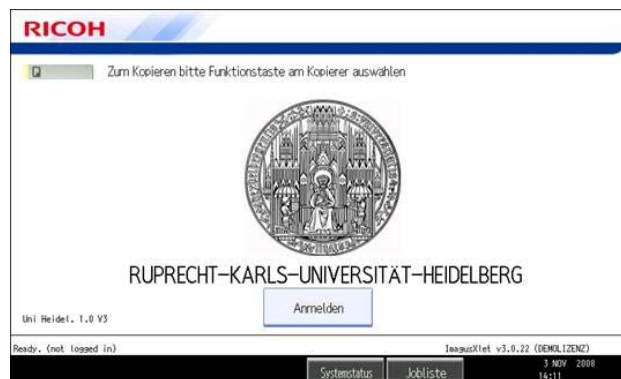 RICOH
Zum Kopieren bitte Funktionstaste am Kopierer auswählen
RUPRECHT-KARLS-UNIVERSITÄT-HEIDELBERG
Anmelden
Uni Heidel. 1.0 V3
Ready. (not logged in) ImagusXlet v3.0.22 (DEMOLIZENZ)
Systemstatus Jobliste 3 NOV 2008
14:11